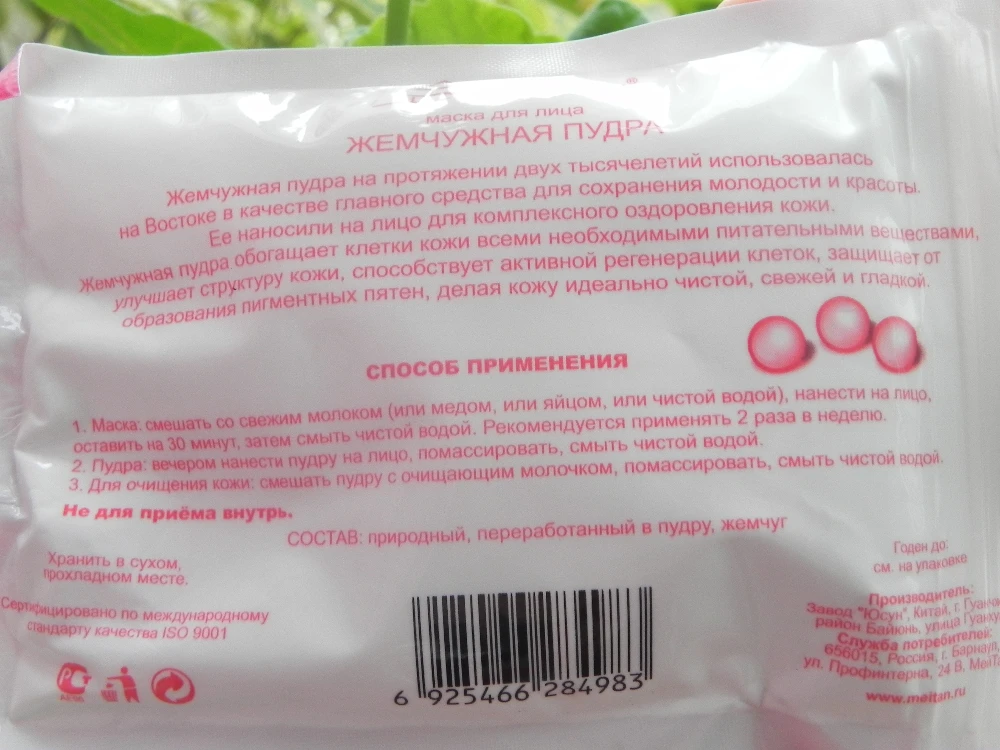 ®
маска для лица
ЖЕМЧУЖНАЯ ПУДРА
Жемчужная пудра на протяжении двух тысячелетий использовалась
на Востоке в качестве главного средства для сохранения молодости и красоты.
Ее наносили на лицо для комплексного оздоровления кожи.
Жемчужная пудра обогащает клетки кожи всеми необходимыми питательными веществами,
улучшает структуру кожи, способствует активной регенерации клеток, защищает от
образования пигментных пятен, делая кожу идеально чистой, свежей и гладкой.
СПОСОБ ПРИМЕНЕНИЯ
1. Маска: смешать со свежим молоком (или медом, или яйцом, или чистой водой), нанести на лицо,
оставить на 30 минут, затем смыть чистой водой. Рекомендуется применять 2 раза в неделю.
2. Пудра: вечером нанести пудру на лицо, помассировать, смыть чистой водой.
3. Для очищения кожи: смешать пудру с очищающим молочком, помассировать, смыть чистой водой.
Не для приёма внутрь.
СОСТАВ: природный, переработанный в пудру, жемчуг
Хранить в сухом,
прохладном месте.
Сертифицировано по международному
стандарту качества ISO 9001
Годен до:
см. на упаковке
Производитель:
Завод "Юсун", Китай, г.
район Байюнь, улица
Служба потребителей:
656015, Россия, г. Барнаул,
ул. Профинтерна, 24 В,
www.meitan.ru
РСТ
6 925466 284983